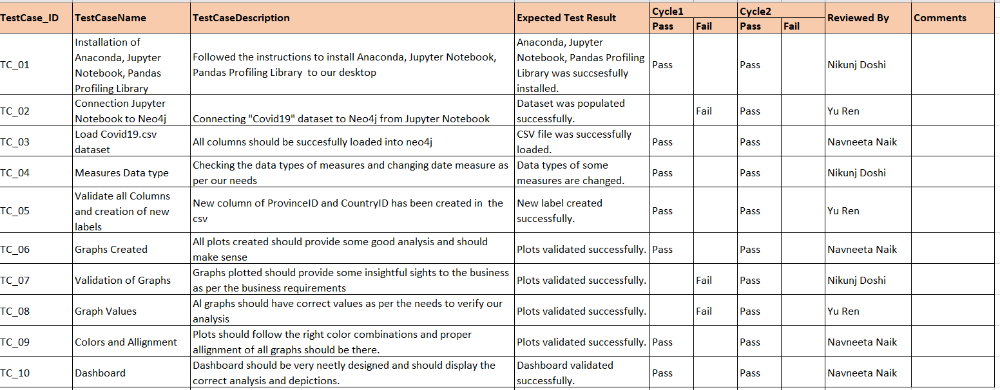 TestCase_ID TestCaseName TestCaseDescription Expected Test Result Cycle1 Cycle2 Reviewed By Comments
Pass Fail Pass Fail
TC_01
Installation of
Anaconda, Jupyter
Notebook, Pandas
Profiling Library
Followed the instructions to install Anaconda, Jupyter Notebook,
Pandas Profiling Library to our desktop
Anaconda, Jupyter
Notebook, Pandas Profiling
Library was succsesfully
installed.
Pass Pass Nikunj Doshi
TC_02
Connection Jupyter
Notebook to Neo4j
Connecting "Covid19" dataset to Neo4j from Jupyter Notebook
Dataset was populated
successfully.
Fail Pass Yu Ren
TC_03
Load Covid19.csv
dataset
All columns should be succesfully loaded into neo4j
CSV file was successfully
loaded.
Pass Pass Navneeta Naik
TC_04
Measures Data type
Checking the data types of measures and changing date measure as
per our needs
Data types of some
measures are changed.
Pass Pass Nikunj Doshi
TC_05
Validate all Columns
and creation of new
labels
New column of ProvinceID and CountryID has been created in the
csv
New label created
successfully.
Pass Pass Yu Ren
TC_06
Graphs Created
All plots created should provide some good analysis and should
make sense
Plots validated successfully.
Pass Pass Navneeta Naik
TC_07
Validation of Graphs
Graphs plotted should provide some insightful sights to the business
as per the business requirements
Plots validated successfully.
Fail Pass Nikunj Doshi
TC_08
Graph Values
Al graphs should have correct values as per the needs to verify our
analysis
Plots validated successfully.
Fail Pass Yu Ren
TC_09
Colors and Allignment
Plots should follow the right color combinations and proper
allignment of all graphs should be there.
Plots validated successfully.
Pass Pass Navneeta Naik
TC_10
Dashboard
Dashboard should be very neetly designed and should display the
correct analysis and depictions.
Dashboard validated
successfully.
Pass Pass Navneeta Naik